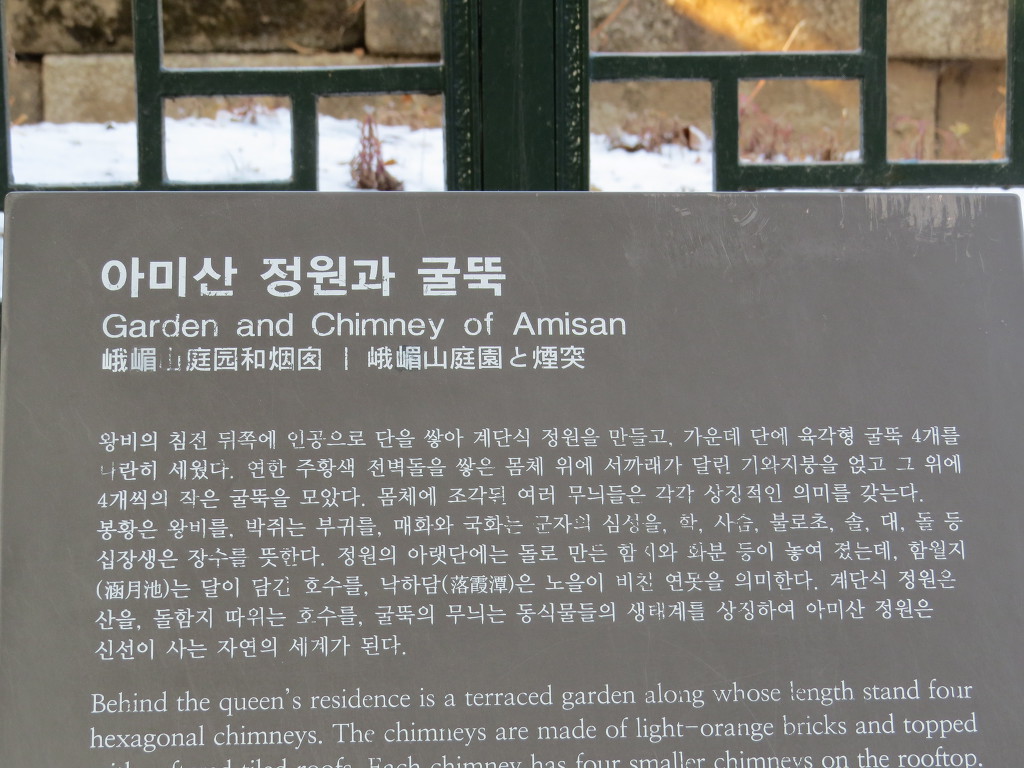 아미산 정원과 굴뚝
Garden and Chimney of Amisan
峨嵋山庭园和烟囱 | 峨嵋山庭園と煙突
왕비의 침전 뒤쪽에 인공으로 단을 쌓아 계단식 정원을 만들고, 가운데 단에 육각형 굴뚝 4개를
나란히 세웠다. 연한 주황색 전벽돌을 쌓은 몸체 위에 서까래가 달린 기와지붕을 얹고 그 위에
4개씩의 작은 굴뚝을 모았다. 몸체에 조각된 여러 무늬들은 각각 상징적인 의미를 갖는다.
봉황은 왕비를, 박쥐는 부귀를, 매화와 국화는 군자의 심성을, 학, 사슴, 불로초, 솔, 대, 돌 등
십장생은 장수를 뜻한다. 정원의 아랫단에는 돌로 만든 함지와 화분 등이 놓여 졌는데, 함월지
(涵月池)는 달이 담긴 호수를, 낙하담(落霞潭)은 노을이 비친 연못을 의미한다. 계단식 정원은
산을, 돌함지 따위는 호수를, 굴뚝의 무늬는 동식물들의 생태계를 상징하여 아미산 정원은
신선이 사는 자연의 세계가 된다.
Behind the queen's residence is a terraced garden along whose length stand four
hexagonal chimneys. The chimneys are made of light-orange bricks and topped
tiled roofs. Each chimney has four smaller chimneys on the rooftop.